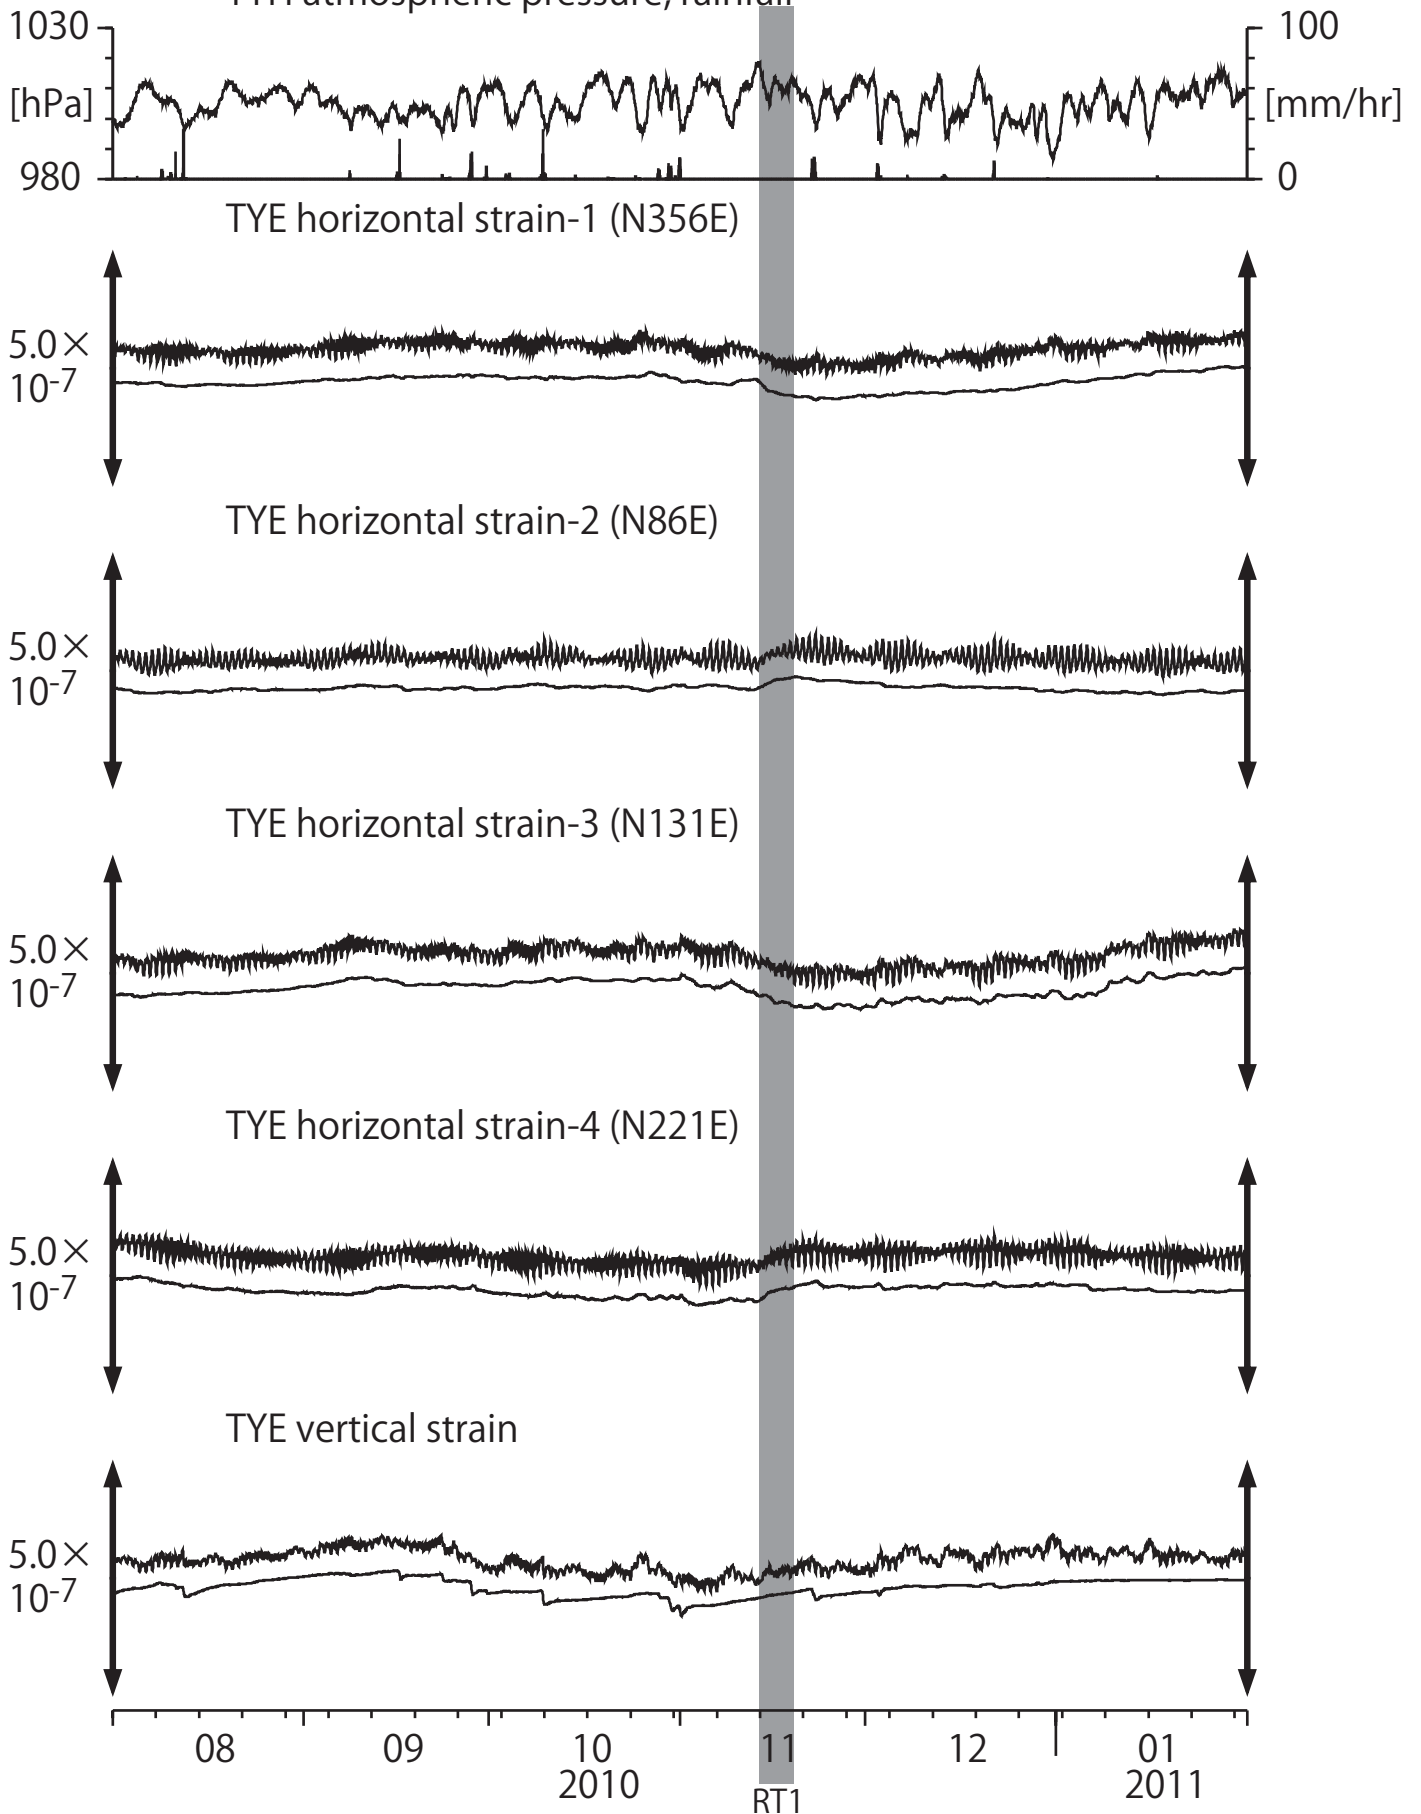 atmospheric pressure, rainfall
1030
100
[hPa]
[mm/hr]
980
0
TYE horizontal strain-1 (N356E)
5.0×
10-7
TYE horizontal strain-2 (N86E)
5.0×
10-7
TYE horizontal strain-3 (N131E)
5.0×
10-7
TYE horizontal strain-4 (N221E)
5.0×
10-7
TYE vertical strain
5.0×
10-7
08 09 10 11 12 01
2010 2011
RT1